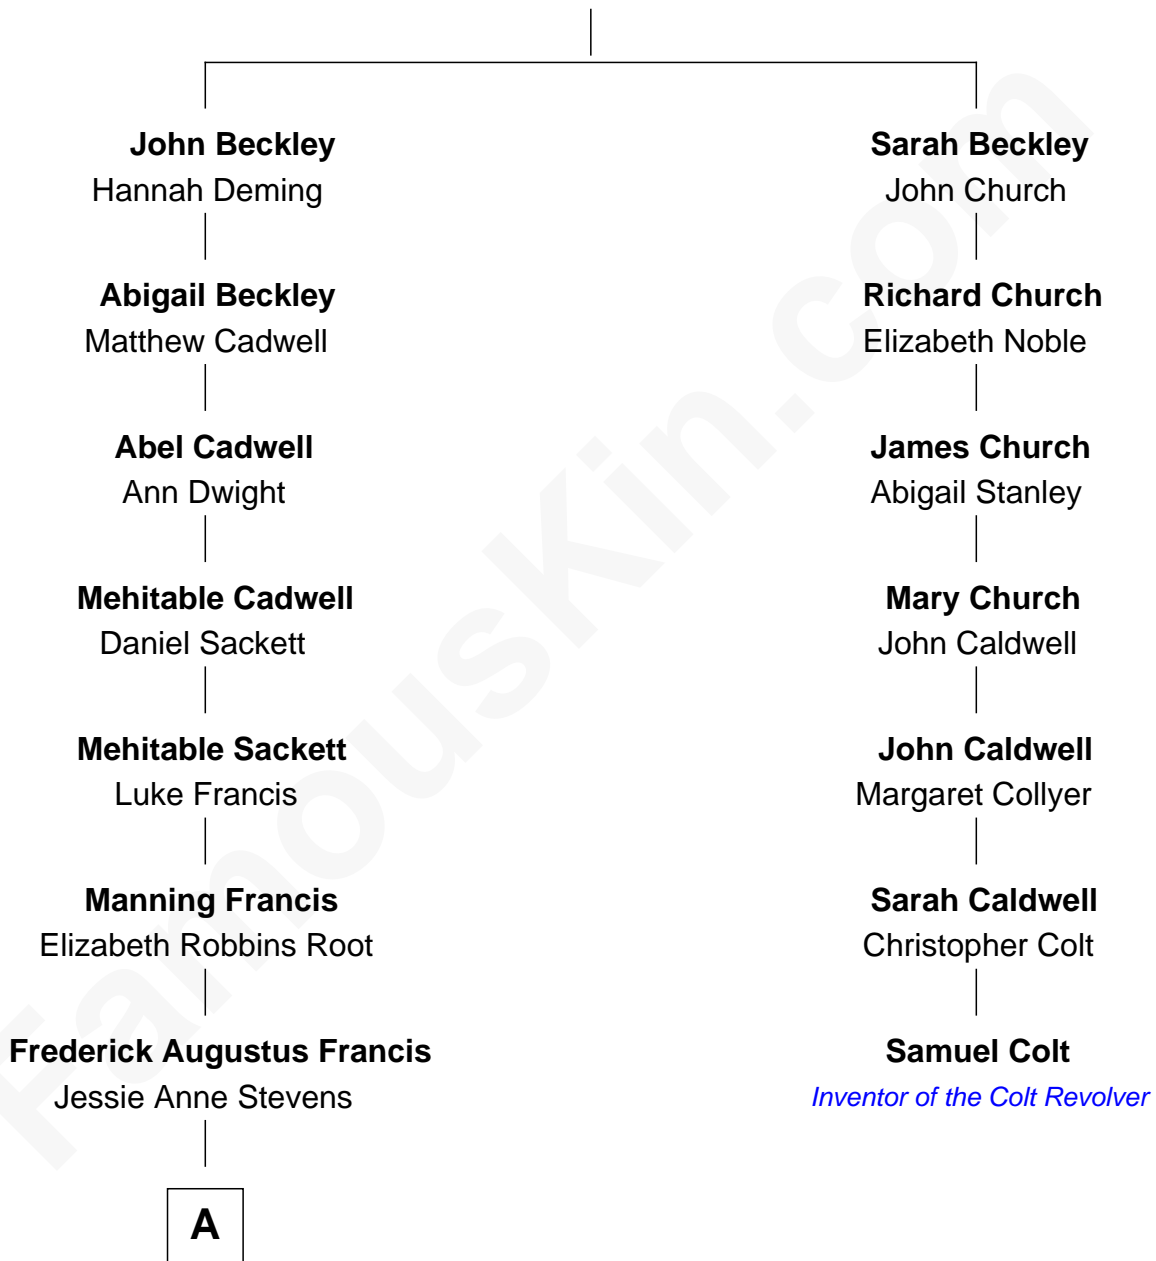 John Beckley
Hannah Deming
Abigail Beckley
Matthew Cadwell
Abel Cadwell
Ann Dwight
Mehitable Cadwell
Daniel Sackett
Mehitable Sackett
Luke Francis
Manning Francis
Elizabeth Robbins Root
Frederick Augustus Francis
Jessie Anne Stevens
A
Sarah Beckley
John Church
Richard Church
Elizabeth Noble
James Church
Abigail Stanley
Mary Church
John Caldwell
John Caldwell
Margaret Collyer
Sarah Caldwell
Christopher Colt
Samuel Colt
Inventor of the Colt Revolver
FamousKin.com